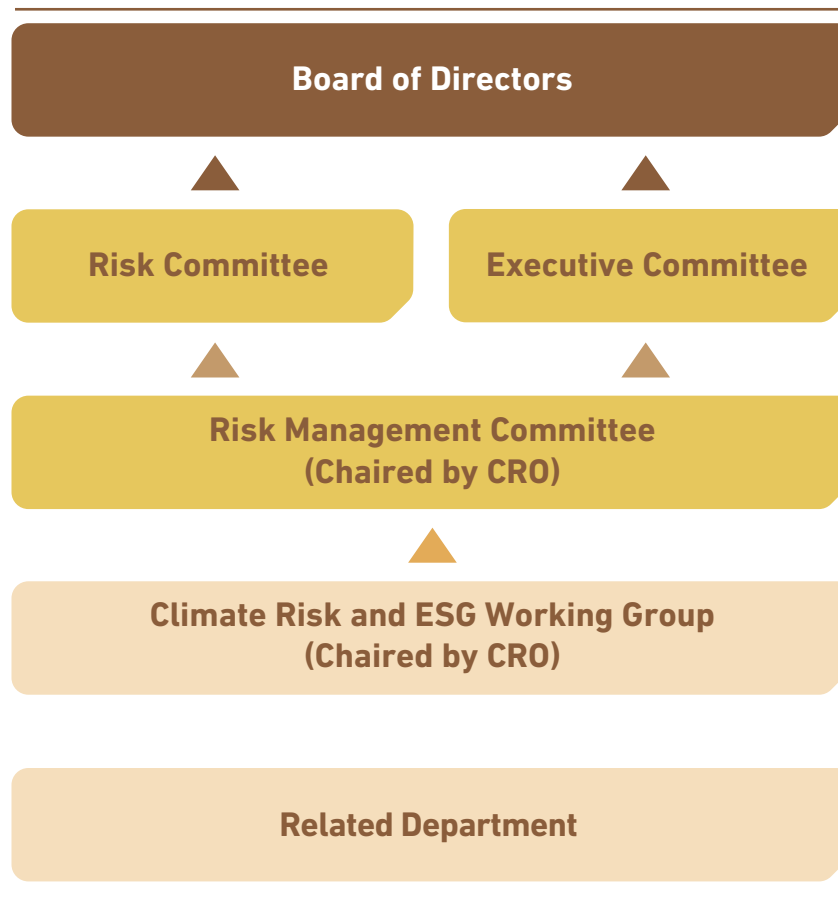 Board of Directors
Risk Committee
Executive Committee
Risk Management Committee
(Chaired by CRO)
Climate Risk and ESG Working Group
(Chaired by CRO)
Related Department